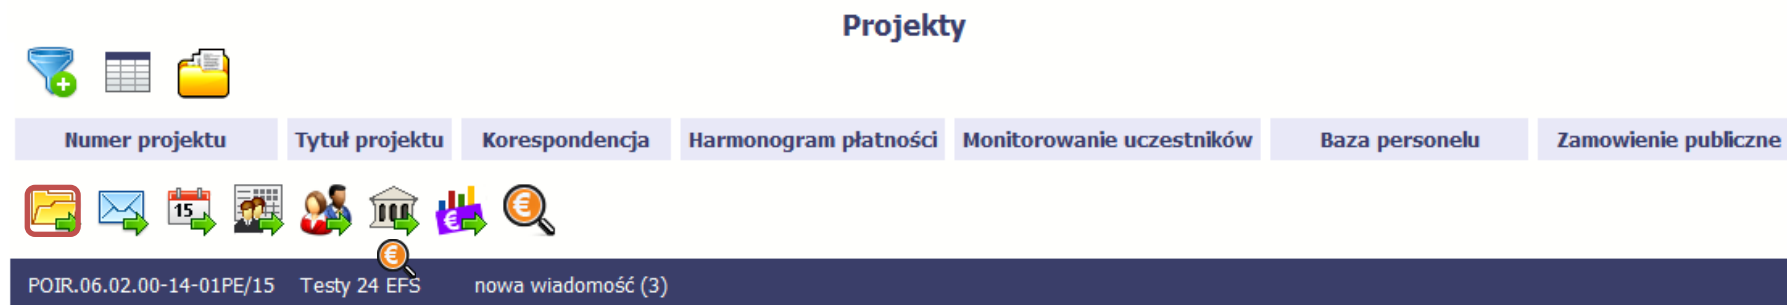 Projekty
Numer projektu Tytuł projektu Korespondencja Harmonogram płatności Monitorowanie uczestników Baza personelu Zamowienie publiczne
15
POIR.06.02.00-14-01PE/15 Testy 24 EFS nowa wiadomość (3)